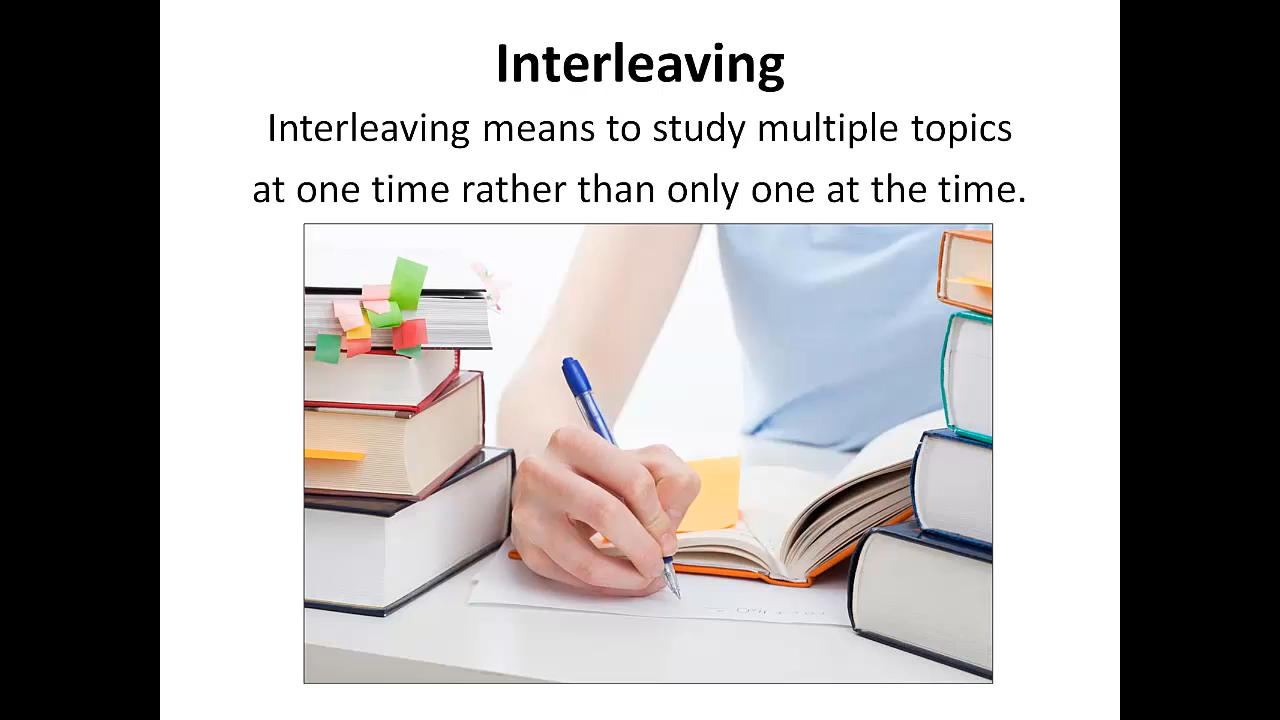 Interleaving
Interleaving means to study multiple topics
at one time rather than only one at the time.